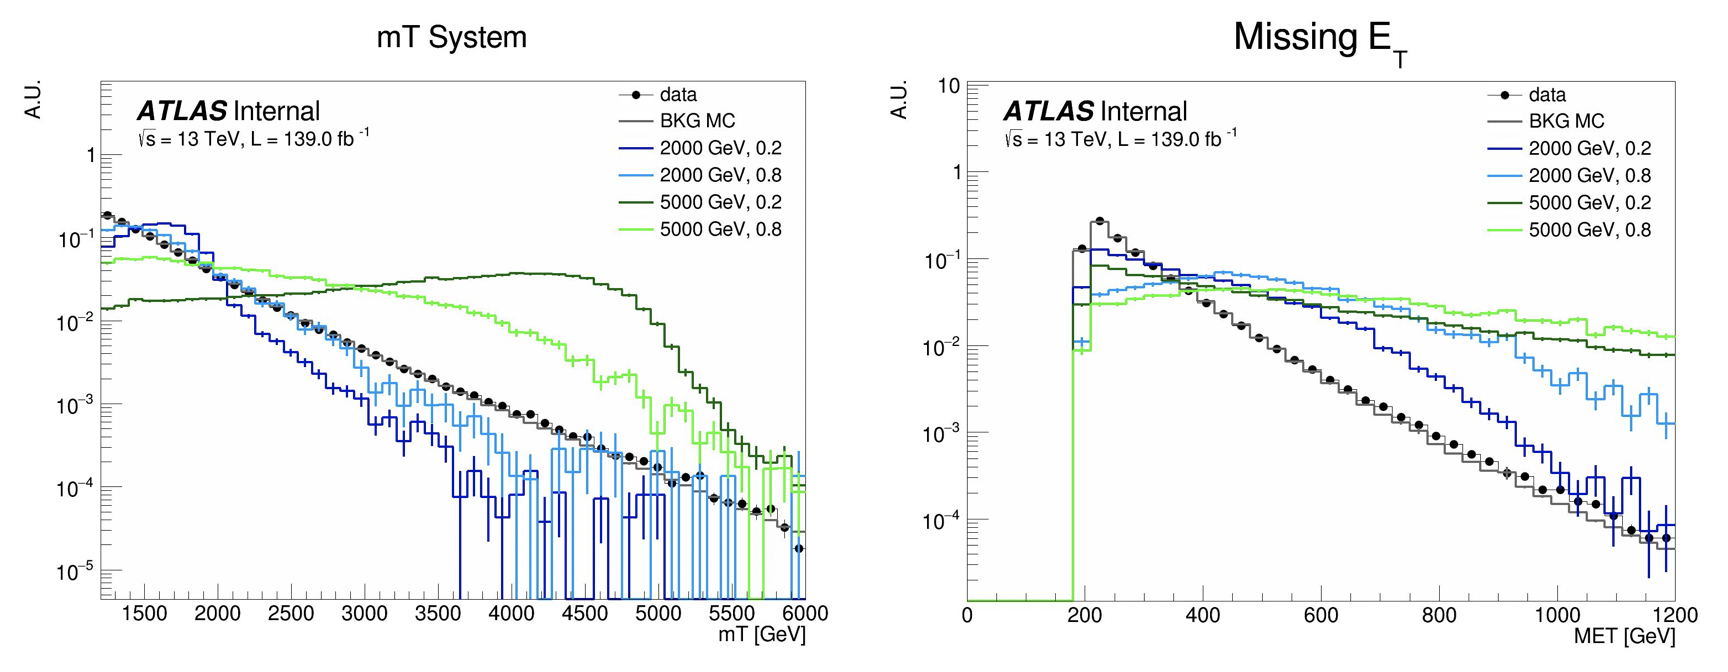 mT System
A.U.
ATLAS Internal
√s = 13 TeV, L = 139.0 fb -1
data
BKG MC
2000 GeV, 0.2
2000 GeV, 0.8
5000 GeV, 0.2
5000 GeV, 0.8
1
10−1
10−2
10−3
10−4
10−5
1500 2000 2500 3000 3500 4000 4500 5000 5500 6000
mT [GeV]
Missing ET
A.U.
ATLAS Internal
√s = 13 TeV, L = 139.0 fb -1
data
BKG MC
2000 GeV, 0.2
2000 GeV, 0.8
5000 GeV, 0.2
5000 GeV, 0.8
10
1
10−1
10−2
10−3
10−4
0 200 400 600 800 1000 1200
MET [GeV]